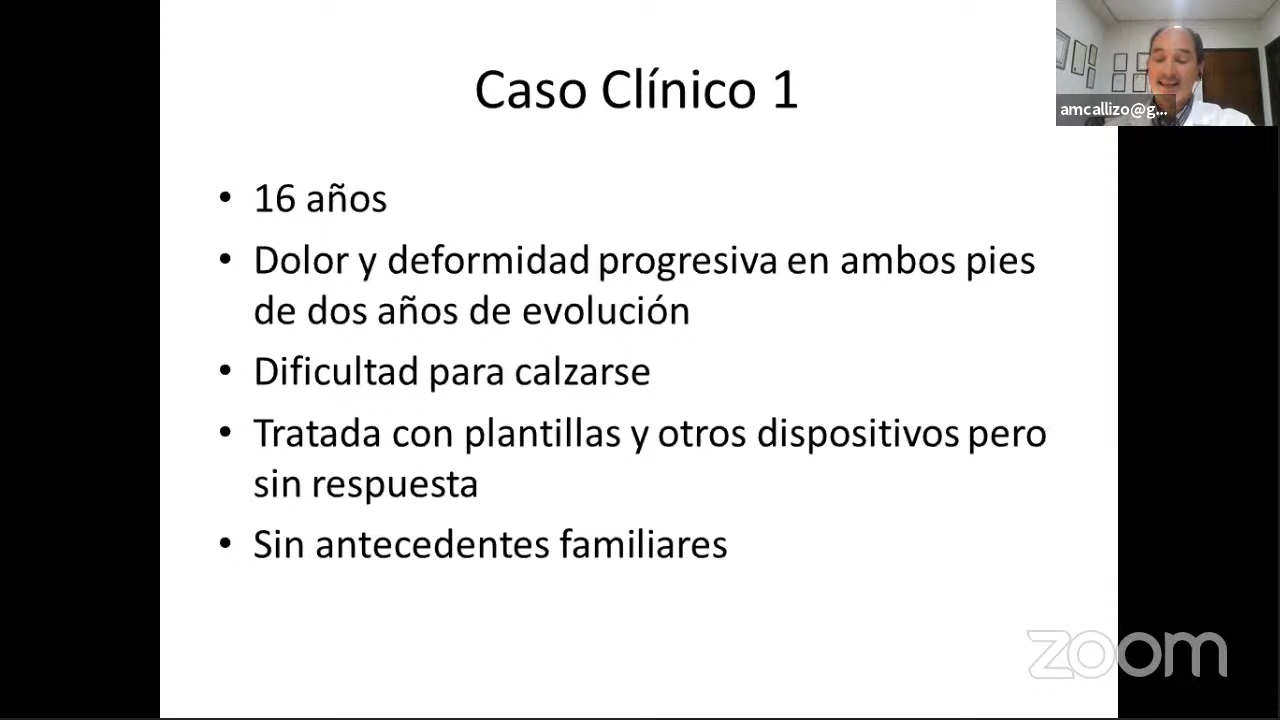 Caso Clínico 1
amcallizo@g...
• 16 años
• Dolor y deformidad progresiva en ambos pies
de dos años de evolución
• Dificultad para calzarse
• Tratada con plantillas y otros dispositivos pero
sin respuesta
• Sin antecedentes familiares
zoom